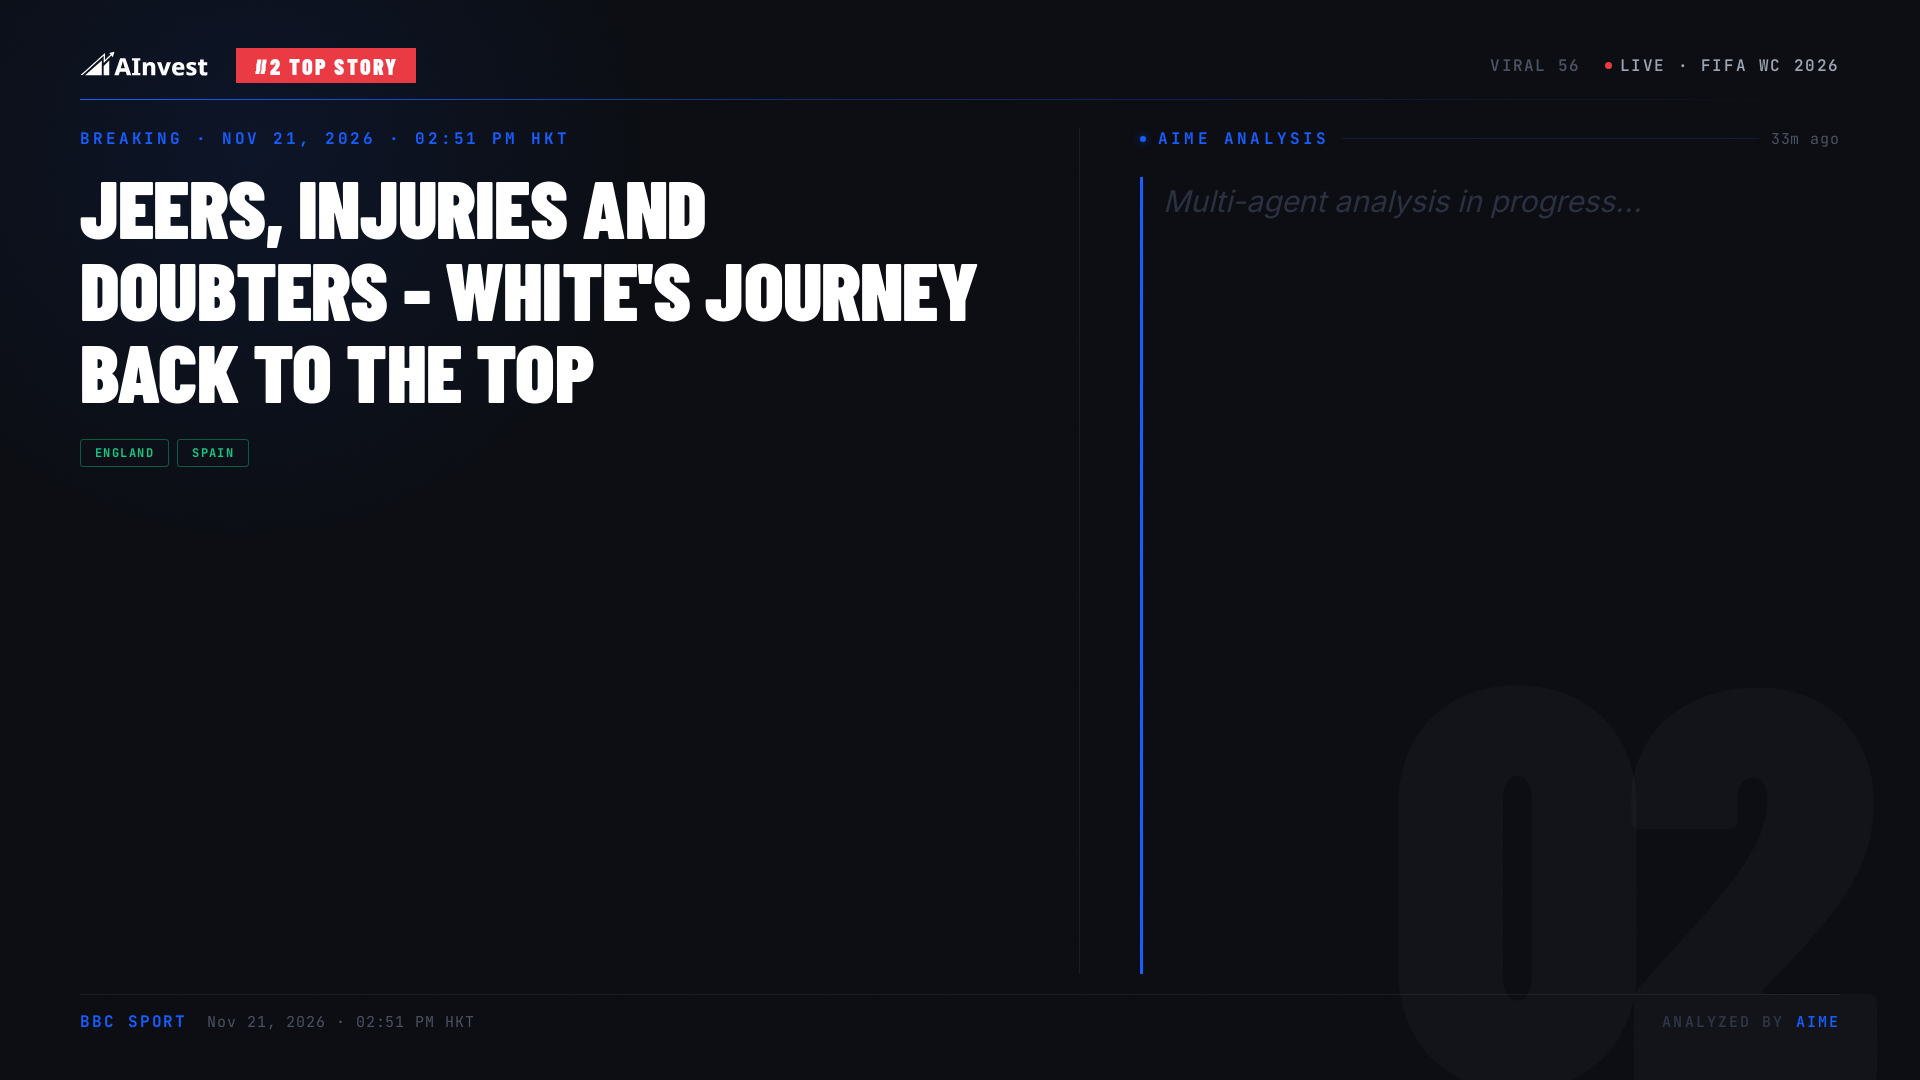 AInvest
#2 TOP STORY
VIRAL 56
LIVE · FIFA WC 2026
BREAKING · NOV 21, 2026 · 02:51 PM HKT
JEERS, INJURIES AND
DOUBTERS - WHITE'S JOURNEY
BACK TO THE TOP
ENGLAND
SPAIN
AIME ANALYSIS
33m ago
Multi-agent analysis in progress...
02
BBC SPORT Nov 21, 2026 · 02:51 PM HKT
ANALYZED BY AIME